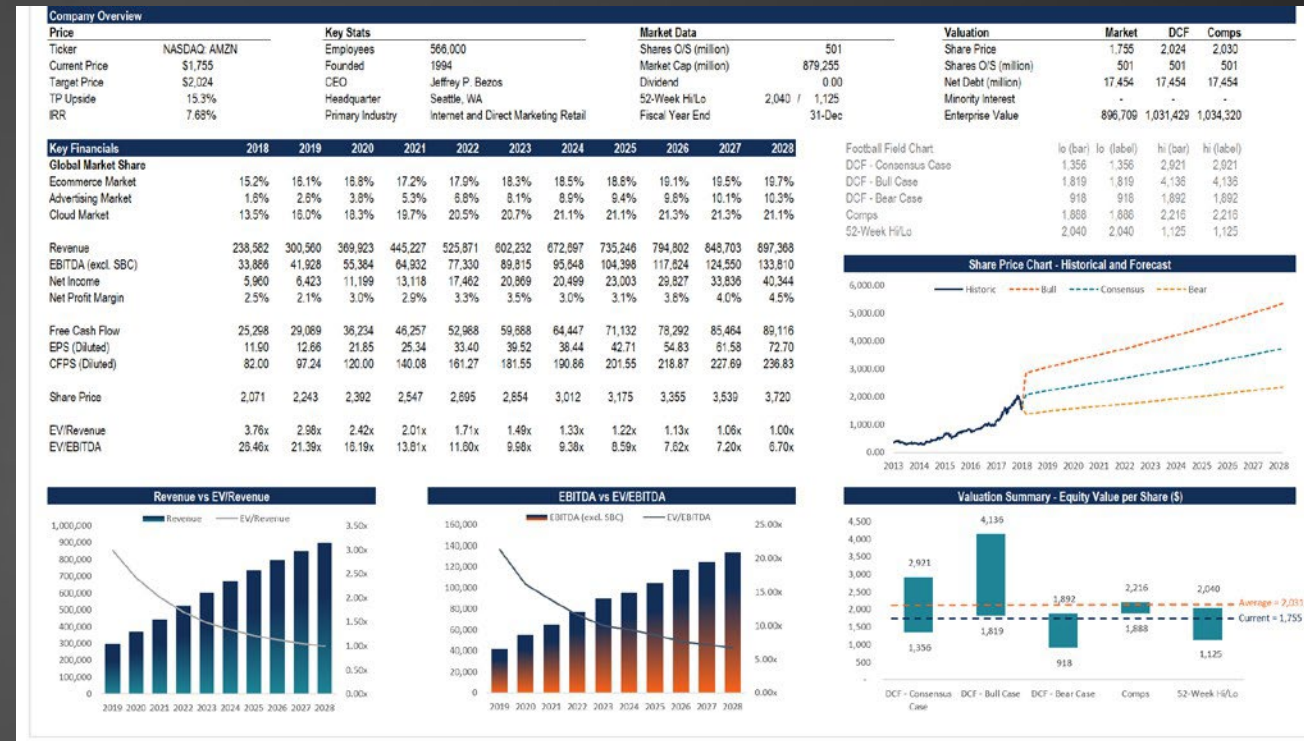 Company Overview
Price Key Stats Market Data Valuation Market DCF Comps
Ticker NASDAQ: AMZN Employees 566,000 Shares O/S (million) 501 Share Price 1,755 2,024 2,030
Current Price $1,755 Founded 1994 Market Cap (million) 879,255 Shares O/S (million) 501 501 501
Target Price $2,024 CEO Jeffrey P. Bezos Dividend 0.00 Net Debt (million) 17,454 17,454 17,454
TP Upside 15.3% Headquarter Seattle, WA 52-Week Hi/Lo 2,040 / 1,125 Minority Interest - - -
IRR 7.68% Primary Industry Internet and Direct Marketing Retail Fiscal Year End 31-Dec Enterprise Value 896,709 1,031,429 1,034,320
Key Financials 2018 2019 2020 2021 2022 2023 2024 2025 2026 2027 2028
Global Market Share
Ecommerce Market 15.2% 16.1% 16.8% 17.2% 17.9% 18.3% 18.5% 18.8% 19.1% 19.5% 19.7%
Advertising Market 1.6% 2.6% 3.8% 5.3% 6.8% 8.1% 8.9% 9.4% 9.8% 10.1% 10.3%
Cloud Market 13.5% 16.0% 18.3% 19.7% 20.5% 20.7% 21.1% 21.1% 21.3% 21.3% 21.1%
Revenue 238,562 300,560 369,923 445,227 525,871 602,232 672,697 735,246 794,802 848,703 897,368
EBITDA (excl. SBC) 33,886 41,928 55,384 64,932 77,330 89,815 95,648 104,398 117,624 124,550 133,810
Net Income 5,960 6,423 11,199 13,118 17,462 20,869 20,499 23,003 29,827 33,836 40,344
Net Profit Margin 2.5% 2.1% 3.0% 2.9% 3.3% 3.5% 3.0% 3.1% 3.8% 4.0% 4.5%
Free Cash Flow 25,298 29,089 36,234 46,257 52,988 59,688 64,447 71,132 78,292 85,464 89,116
EPS (Diluted) 11.90 12.66 21.85 25.34 33.40 39.52 38.44 42.71 54.83 61.58 72.70
CFPS (Diluted) 82.00 97.24 120.00 140.08 161.27 181.55 190.86 201.55 218.87 227.69 236.83
Share Price 2,071 2,243 2,392 2,547 2,695 2,854 3,012 3,175 3,355 3,539 3,720
EV/Revenue 3.76x 2.98x 2.42x 2.01x 1.71x 1.49x 1.33x 1.22x 1.13x 1.06x 1.00x
EV/EBITDA 26.46x 21.39x 16.19x 13.81x 11.60x 9.98x 9.38x 8.59x 7.62x 7.20x 6.70x
Football Field Chart lo (bar) lo (label) hi (bar) hi (label)
DCF - Consensus Case 1,356 1,356 2,921 2,921
DCF - Bull Case 1,819 1,819 4,136 4,136
DCF - Bear Case 918 918 1,892 1,892
Comps 1,888 1,888 2,216 2,216
52-Week Hi/Lo 2,040 2,040 1,125 1,125
Share Price Chart - Historical and Forecast
Historic Bull Consensus Bear
6,000.00
5,000.00
4,000.00
3,000.00
2,000.00
1,000.00
0.00
2013 2014 2015 2016 2017 2018 2019 2020 2021 2022 2023 2024 2025 2026 2027 2028
Revenue vs EV/Revenue
Revenue EV/Revenue
1,000,000 3.50x
900,000 3.00x
800,000
700,000 2.50x
600,000 2.00x
500,000
400,000 1.50x
300,000 1.00x
200,000
100,000 0.50x
0 0.00x
2019 2020 2021 2022 2023 2024 2025 2026 2027 2028
EBITDA vs EV/EBITDA
EBITDA (excl. SBC) EV/EBITDA
160,000 25.00x
140,000 20.00x
120,000
100,000 15.00x
80,000 10.00x
60,000
40,000 5.00x
20,000
0 0.00x
2019 2020 2021 2022 2023 2024 2025 2026 2027 2028
Valuation Summary - Equity Value per Share ($)
4,500
4,000
3,500
3,000
2,500
2,000
1,500
1,000
500
-
2,921 4,136 1,892 2,216 2,040
Average = 2,031
Current = 1,755
1,356 1,819 918 1,888 1,125
DCF - Consensus Case DCF - Bull Case DCF - Bear Case Comps 52-Week Hi/Lo